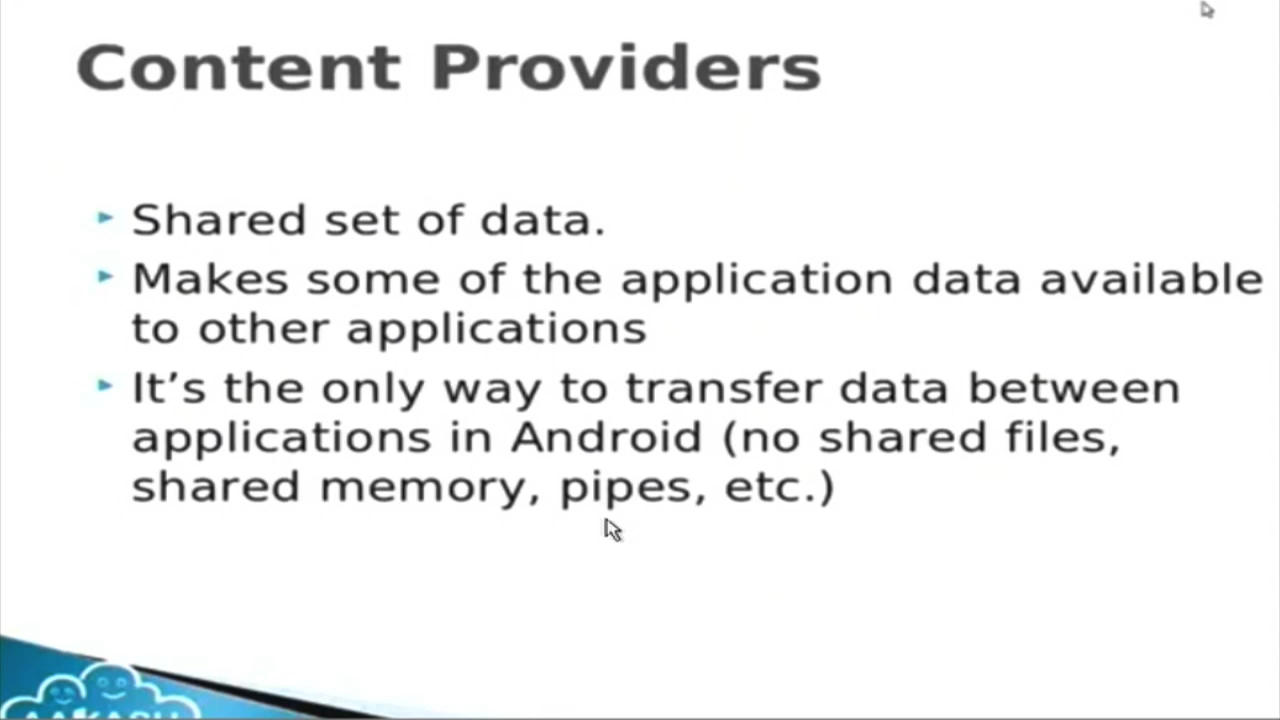 Content Providers
Shared set of data.
Makes some of the application data available
to other applications
It’s the only way to transfer data between
applications in Android (no shared files,
shared memory, pipes, etc.)
AAKASH